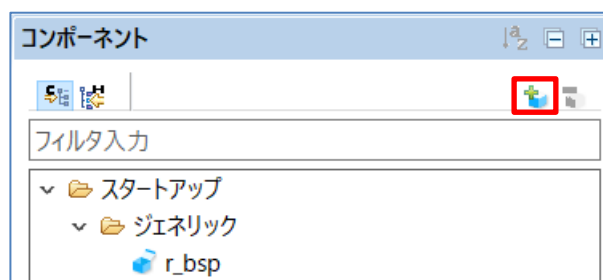 コンポーネント
フィルタ入力
スタートアップ
ジェネリック
r_bsp